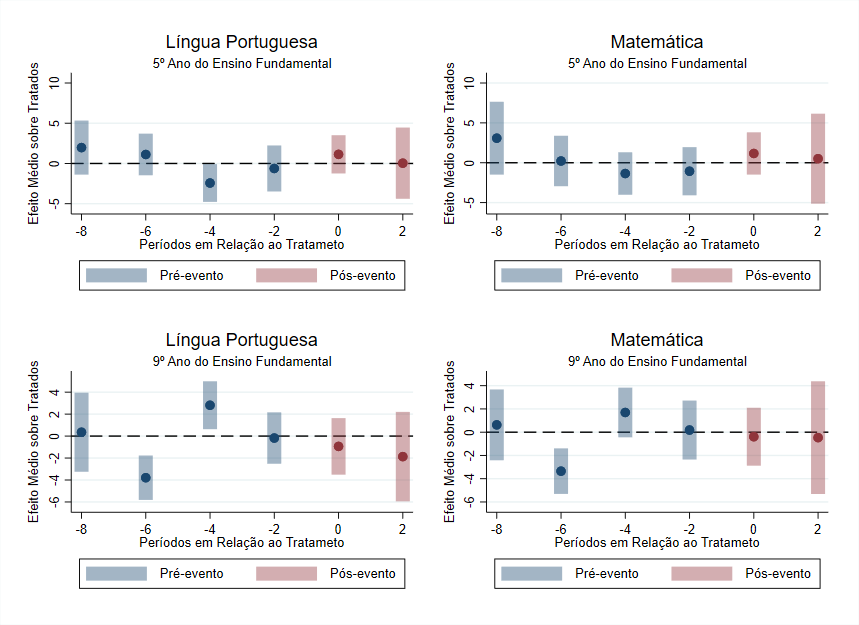 Língua Portuguesa
5º Ano do Ensino Fundamental
Efeito Médio sobre Tratados
10
5
0
-5
-8 -6 -4 -2 0 2
Períodos em Relação ao Tratameto
Pré-evento Pós-evento
Matemática
5º Ano do Ensino Fundamental
Efeito Médio sobre Tratados
10
5
0
-5
-8 -6 -4 -2 0 2
Períodos em Relação ao Tratameto
Pré-evento Pós-evento
Língua Portuguesa
9º Ano do Ensino Fundamental
Efeito Médio sobre Tratados
4
2
0
-2
-4
-6
-8 -6 -4 -2 0 2
Períodos em Relação ao Tratameto
Pré-evento Pós-evento
Matemática
9º Ano do Ensino Fundamental
Efeito Médio sobre Tratados
4
2
0
-2
-4
-6
-8 -6 -4 -2 0 2
Períodos em Relação ao Tratameto
Pré-evento Pós-evento